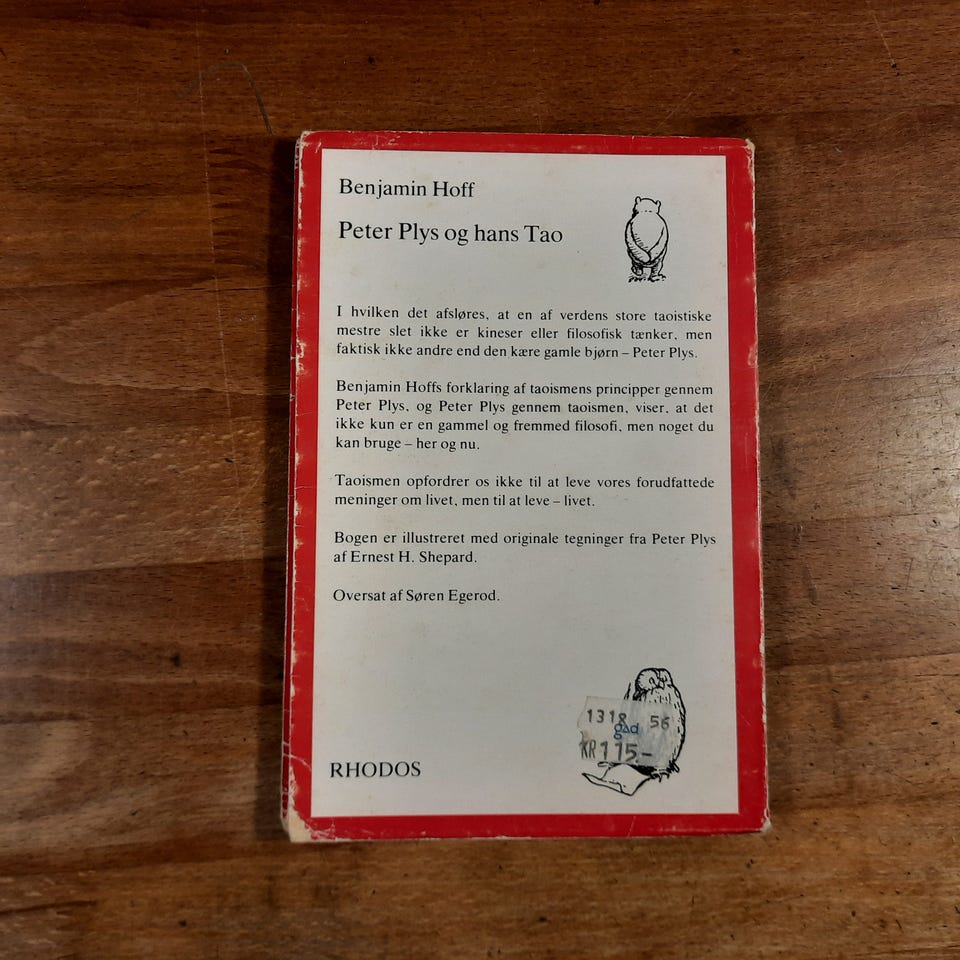 Benjamin Hoff
Peter Plys og hans Tao
I hvilken det afsløres, at en af verdens store taoistiske
mestre slet ikke er kineser eller filosofisk tænker, men
faktisk ikke andre end den kære gamle bjørn – Peter Plys.
Benjamin Hoffs forklaring af taoismens principper gennem
Peter Plys, og Peter Plys gennem taoismen, viser, at det
ikke kun er en gammel og fremmed filosofi, men noget du
kan bruge – her og nu.
Taoismen opfordrer os ikke til at leve vores forudfattede
meninger om livet, men til at leve – livet.
Bogen er illustreret med originale tegninger fra Peter Plys
af Ernest H. Shepard.
Oversat af Søren Egerod.
1318 56
gad
KR 115.–
RHODOS